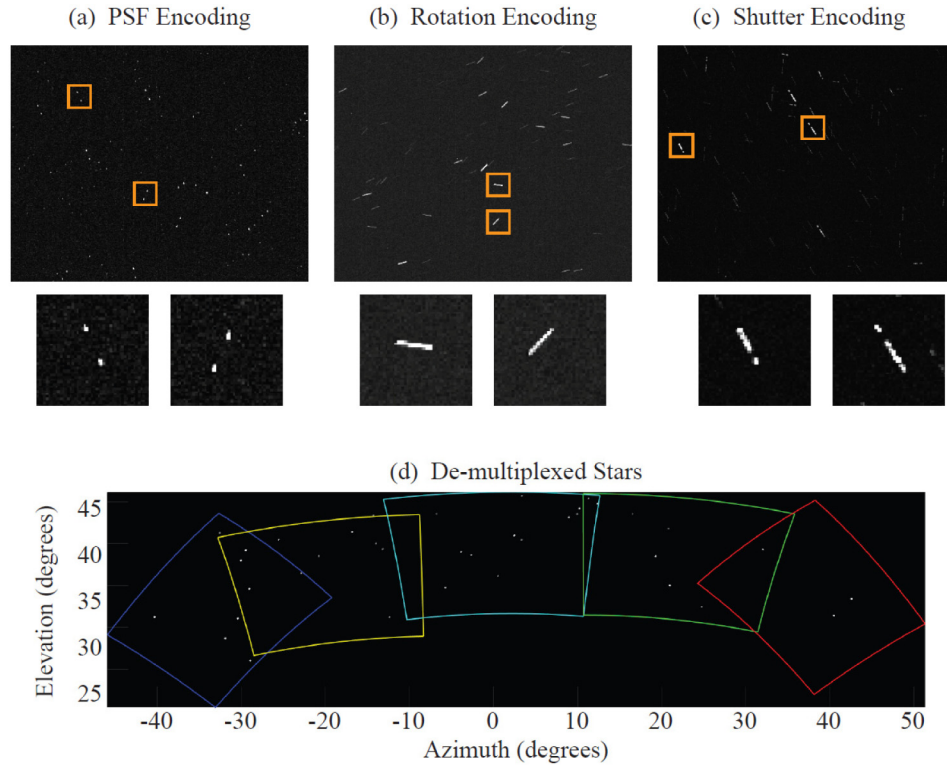 (a) PSF Encoding
(b) Rotation Encoding
(c) Shutter Encoding
(d) De-multiplexed Stars
Elevation (degrees)
45
40
35
30
25
-40 -30 -20 -10 0 10 20 30 40 50
Azimuth (degrees)